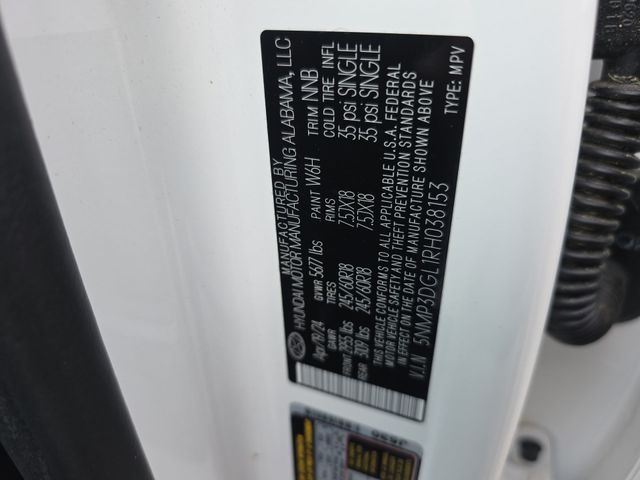 MANUFACTURED BY
HYUNDAI MOTOR MANUFACTURING ALABAMA, LLC
Apr/19/24 PAINT W6H TRIM NNB
GVWR 5677 lbs
GAWR TIRES RIMS COLD TIRE INFL
FRONT 2855 lbs 245/60R18 7.5JX18 35 psi SINGLE
REAR 3109 lbs 245/60R18 7.5JX18 35 psi SINGLE
THIS VEHICLE CONFORMS TO ALL APPLICABLE U.S.A. FEDERAL
MOTOR VEHICLE SAFETY AND THEFT PREVENTION STANDARDS
IN EFFECT ON THE DATE OF MANUFACTURE SHOWN ABOVE
V.I.N 5NMP3DGL1RH038153 TYPE: MPV